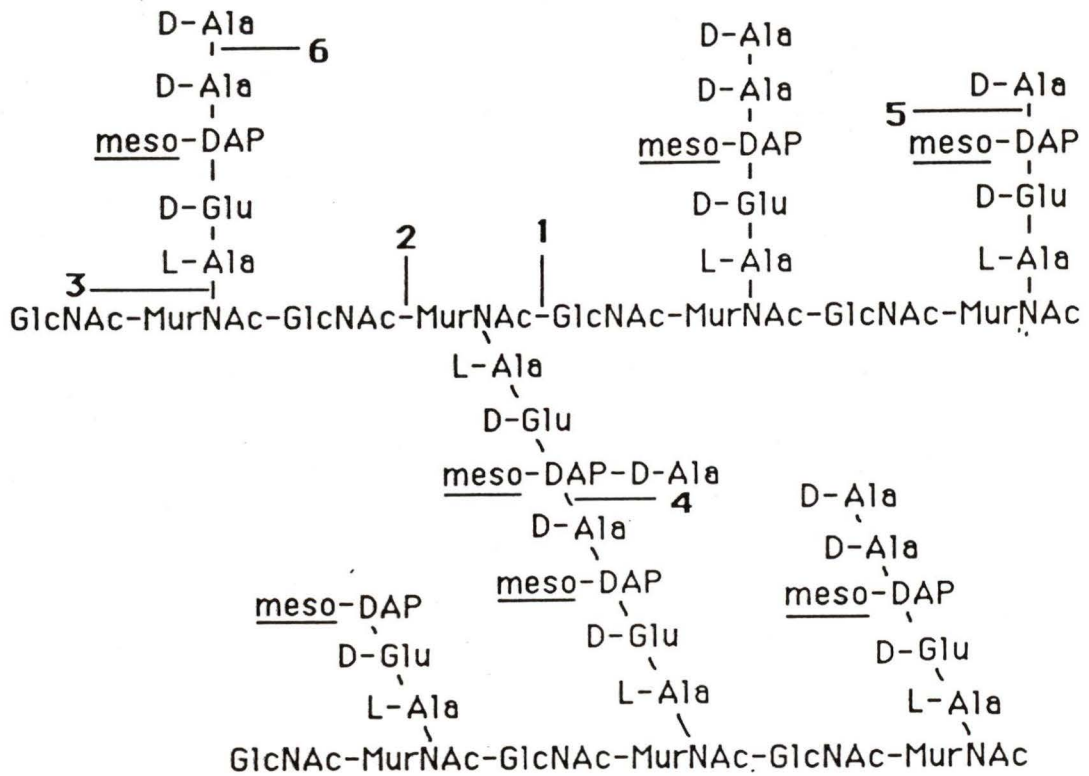 D-Ala
6
D-Ala
meso-DAP
D-Glu
L-Ala
3
2
1
D-Ala
D-Ala
meso-DAP
D-Glu
L-Ala
D-Ala
5
meso-DAP
D-Glu
L-Ala
GlcNAc-MurNAc-GlcNAc-MurNAc-GlcNAc-MurNAc-GlcNAc-MurNAc
L-Ala
D-Glu
meso-DAP-D-Ala
4
D-Ala
meso-DAP
D-Glu
L-Ala
meso-DAP
D-Glu
L-Ala
D-Ala
D-Ala
meso-DAP
D-Glu
L-Ala
GlcNAc-MurNAc-GlcNAc-MurNAc-GlcNAc-MurNAc